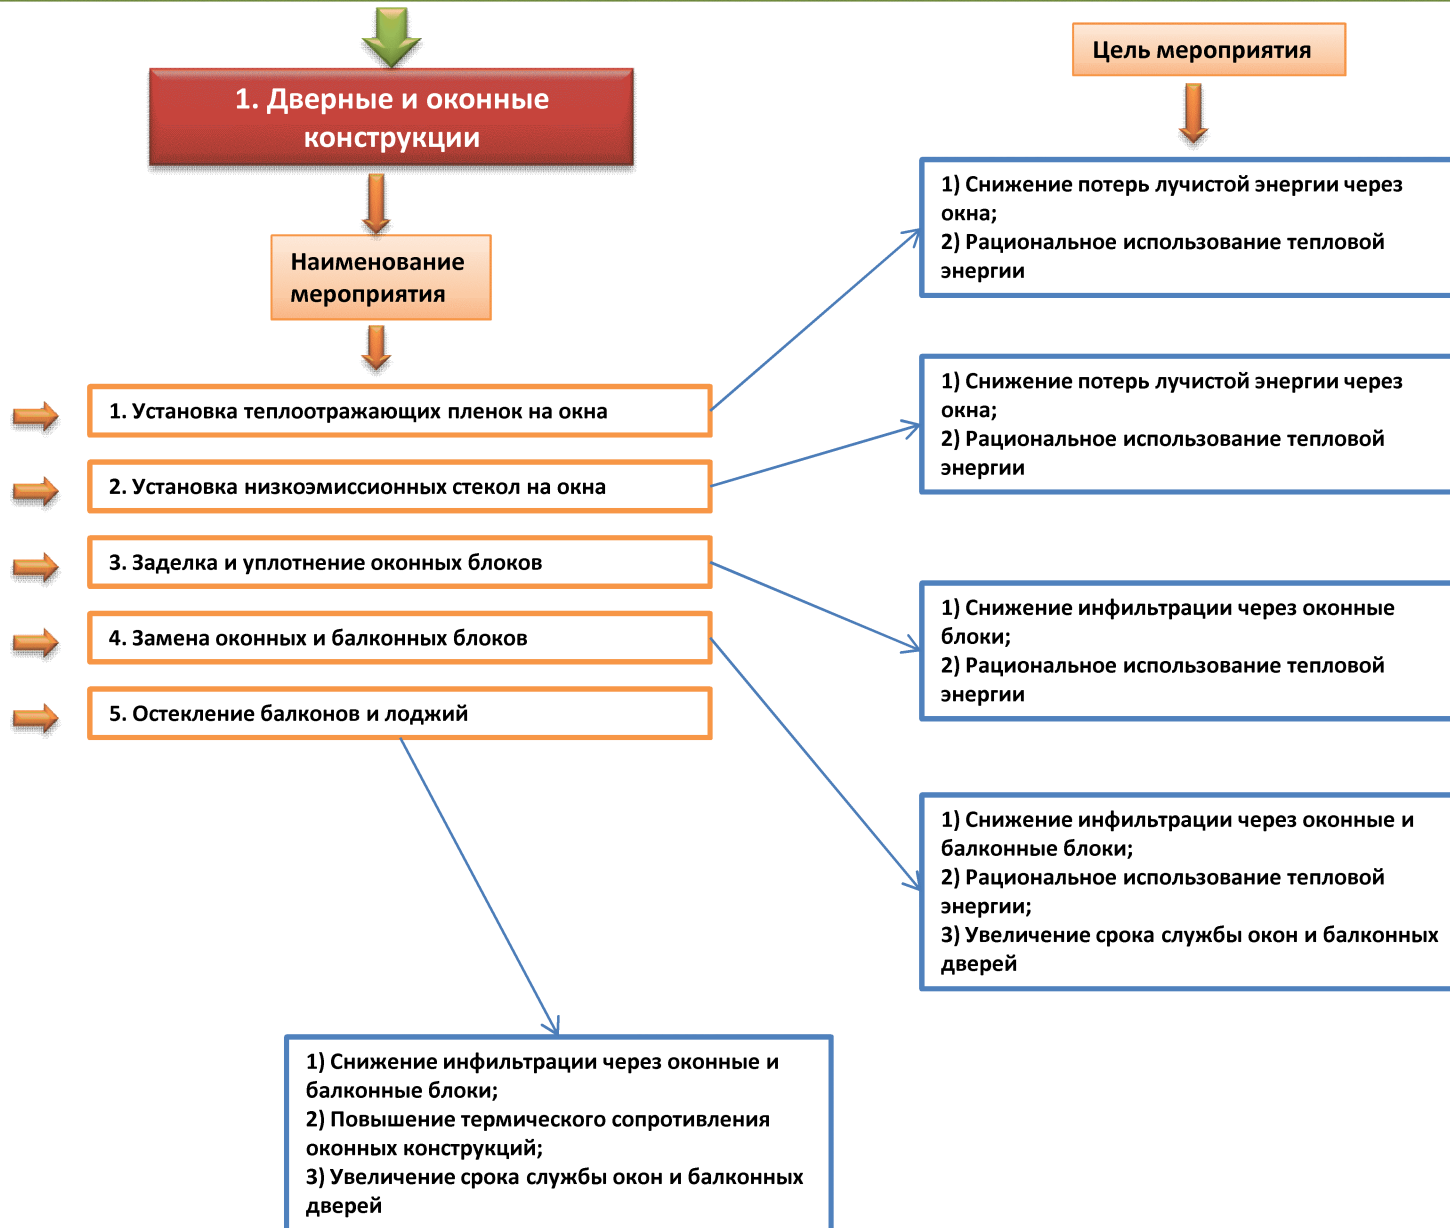 1. Дверные и оконные
конструкции
Наименование
мероприятия
1. Установка теплоотражающих пленок на окна
2. Установка низкоэмиссионных стекол на окна
3. Заделка и уплотнение оконных блоков
4. Замена оконных и балконных блоков
5. Остекление балконов и лоджий
Цель мероприятия
1) Снижение потерь лучистой энергии через
окна;
2) Рациональное использование тепловой
энергии
1) Снижение потерь лучистой энергии через
окна;
2) Рациональное использование тепловой
энергии
1) Снижение инфильтрации через оконные
блоки;
2) Рациональное использование тепловой
энергии
1) Снижение инфильтрации через оконные и
балконные блоки;
2) Рациональное использование тепловой
энергии;
3) Увеличение срока службы окон и балконных
дверей
1) Снижение инфильтрации через оконные и
балконные блоки;
2) Повышение термического сопротивления
оконных конструкций;
3) Увеличение срока службы окон и балконных
дверей